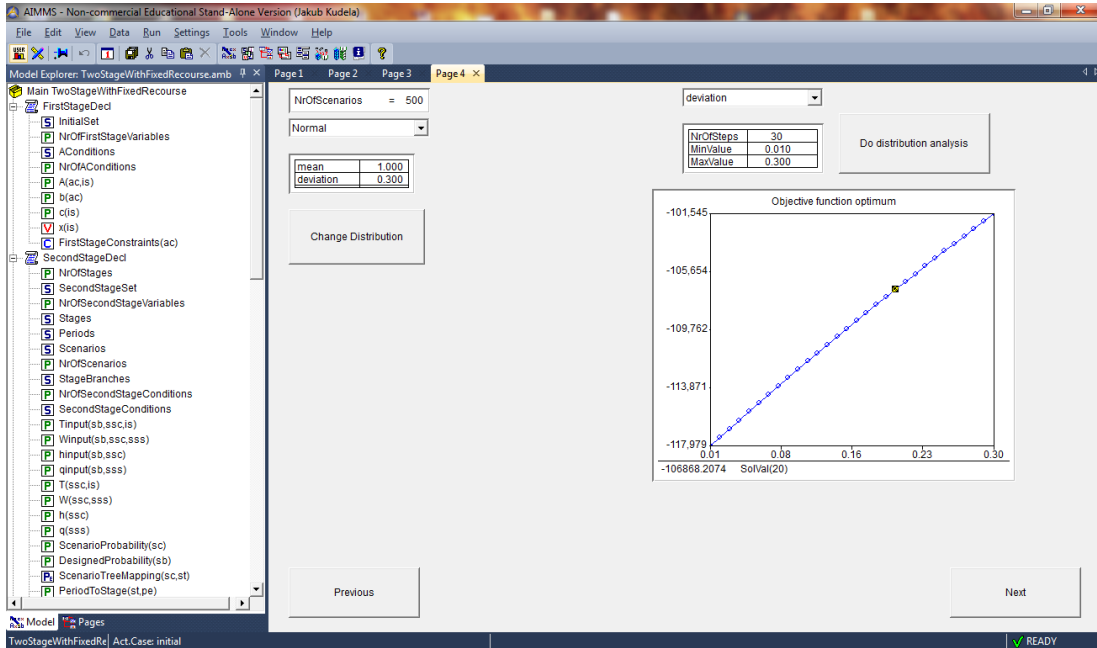 AIMMS - Non-commercial Educational Stand-Alone Version (Jakub Kudela)
File Edit View Data Run Settings Tools Window Help
Model Explorer: TwoStageWithFixedRecourse.amb
Main TwoStageWithFixedRecourse
FirstStageDecl
S InitialSet
P NrOfFirstStageVariables
S AConditions
P NrOfAConditions
P A(ac,is)
P b(ac)
P c(is)
V x(is)
C FirstStageConstraints(ac)
SecondStageDecl
P NrOfStages
S SecondStageSet
P NrOfSecondStageVariables
S Stages
S Periods
S Scenarios
P NrOfScenarios
S StageBranches
P NrOfSecondStageConditions
S SecondStageConditions
P Tinput(sb,ssc,is)
P Winput(sb,ssc,sss)
P hinput(sb,ssc)
P qinput(sb,sss)
P T(ssc,is)
P W(ssc,sss)
P h(ssc)
P q(sss)
P ScenarioProbability(sc)
P DesignedProbability(sb)
ScenarioTreeMapping(sc,st)
P PeriodToStage(st,pe)
Model Pages
Page 1 Page 2 Page 3 Page 4
NrOfScenarios = 500
Normal
mean 1.000
deviation 0.300
Change Distribution
Previous
deviation
NrOfSteps 30
MinValue 0.010
MaxValue 0.300
Do distribution analysis
Objective function optimum
-101,545
-105,654
-109,762
-113,871
-117,979
0.01 0.08 0.16 0.23 0.30
-106868.2074 SolVal(20)
Next
TwoStageWithFixedRe Act.Case: initial
READY